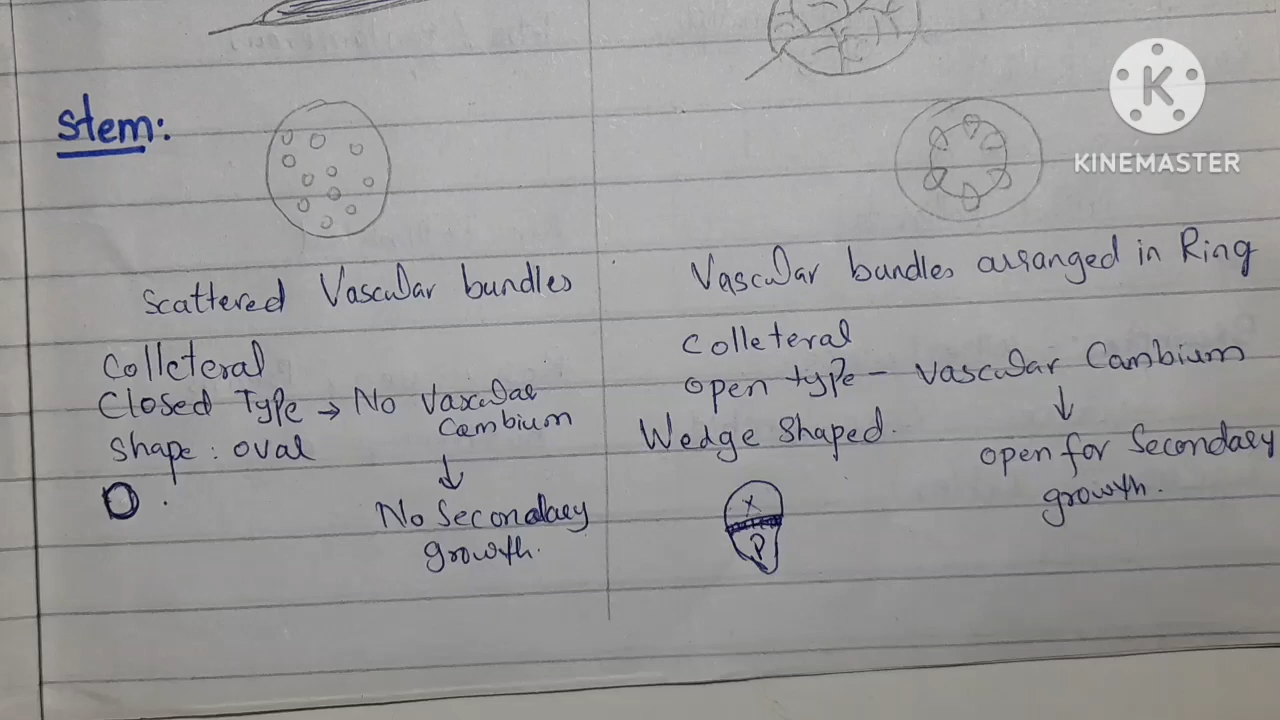 Stem:
K
KINEMASTER
Scattered Vascular bundles
Colleteral
Closed Type → No Vascular
Cambium
Shape: oval
↓
No Secondary
growth.
Vascular bundles arranged in Ring
Colleteral
open type - Vascular Cambium
↓
Wedge Shaped.
open for Secondary
growth.
X
P